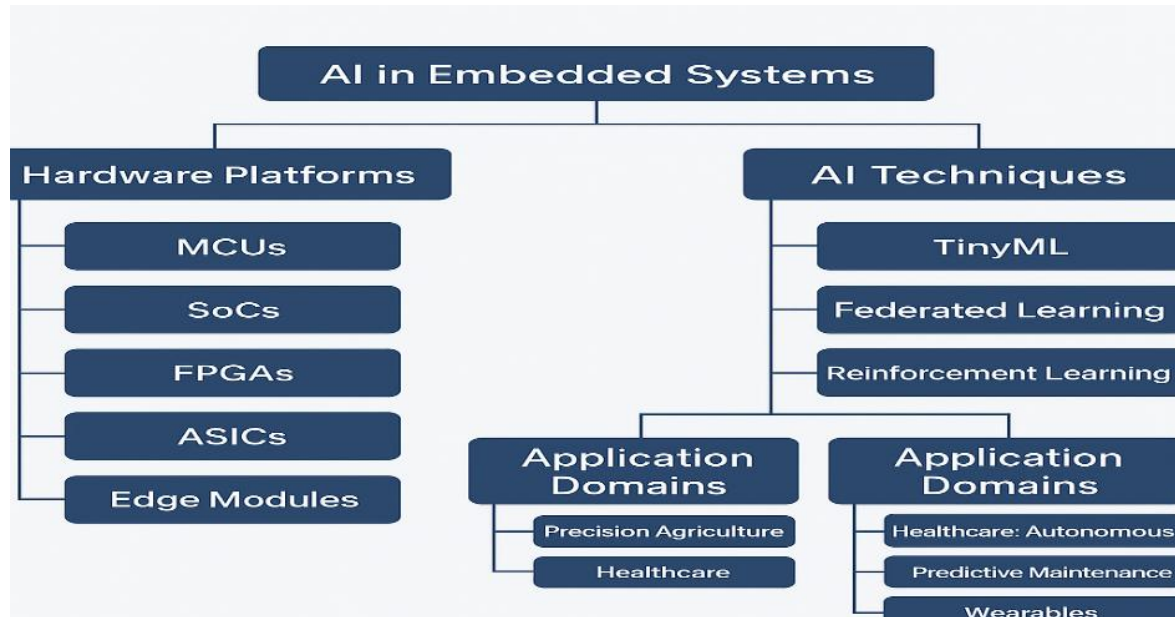 AI in Embedded Systems
Hardware Platforms
MCUs
SoCs
FPGAs
ASICs
Edge Modules
AI Techniques
TinyML
Federated Learning
Reinforcement Learning
Application
Domains
Precision Agriculture
Healthcare
Application
Domains
Healthcare: Autonomous
Predictive Maintenance
Wearables